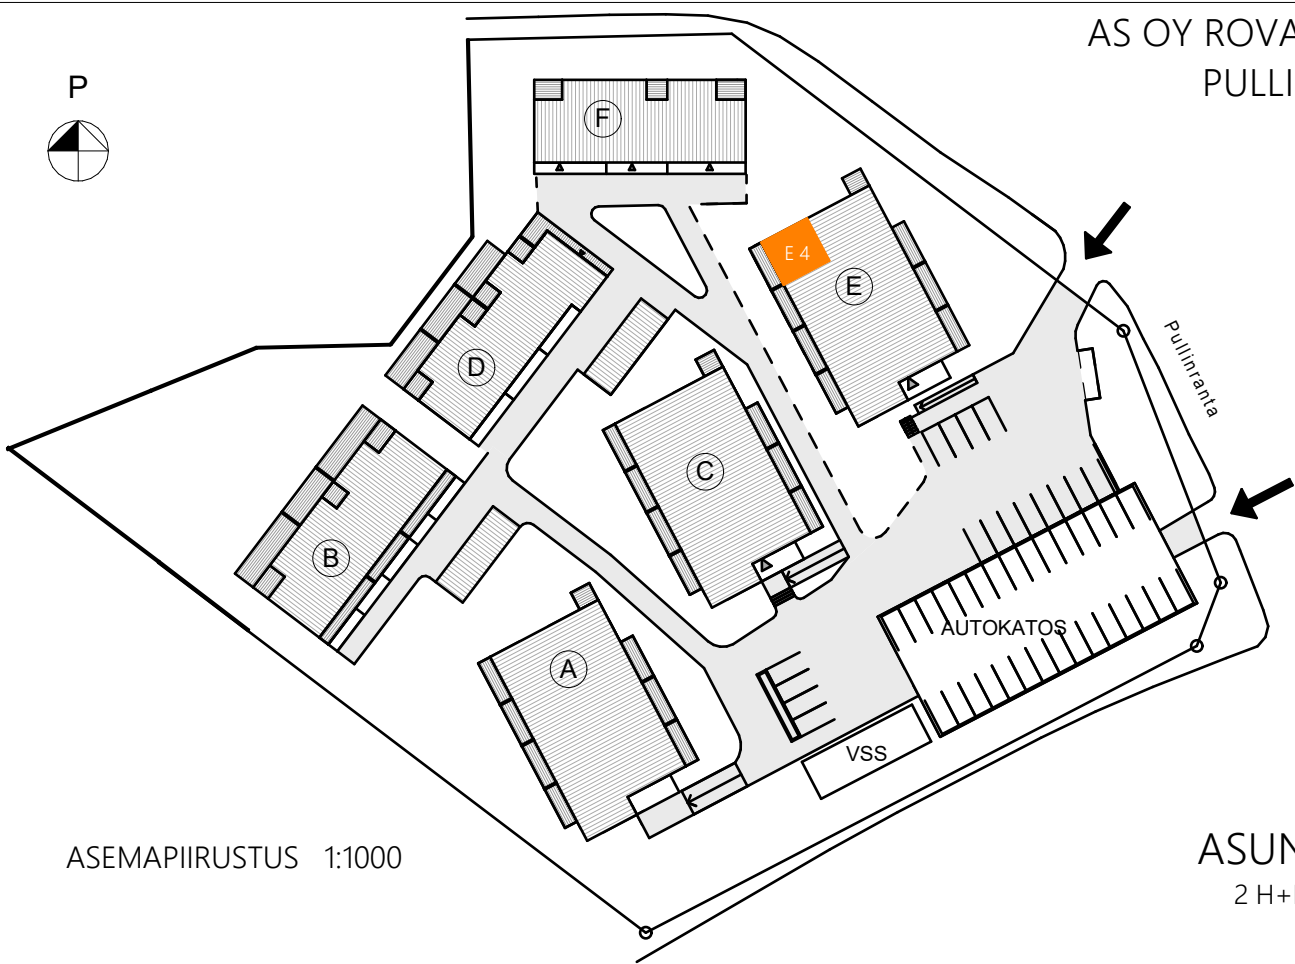 AS OY ROVA
PULLI
P
F
E 4
E
Pullinranta
D
C
B
A
AUTOKATOS
VSS
ASEMAPIIRUSTUS 1:1000
ASUN
2 H+